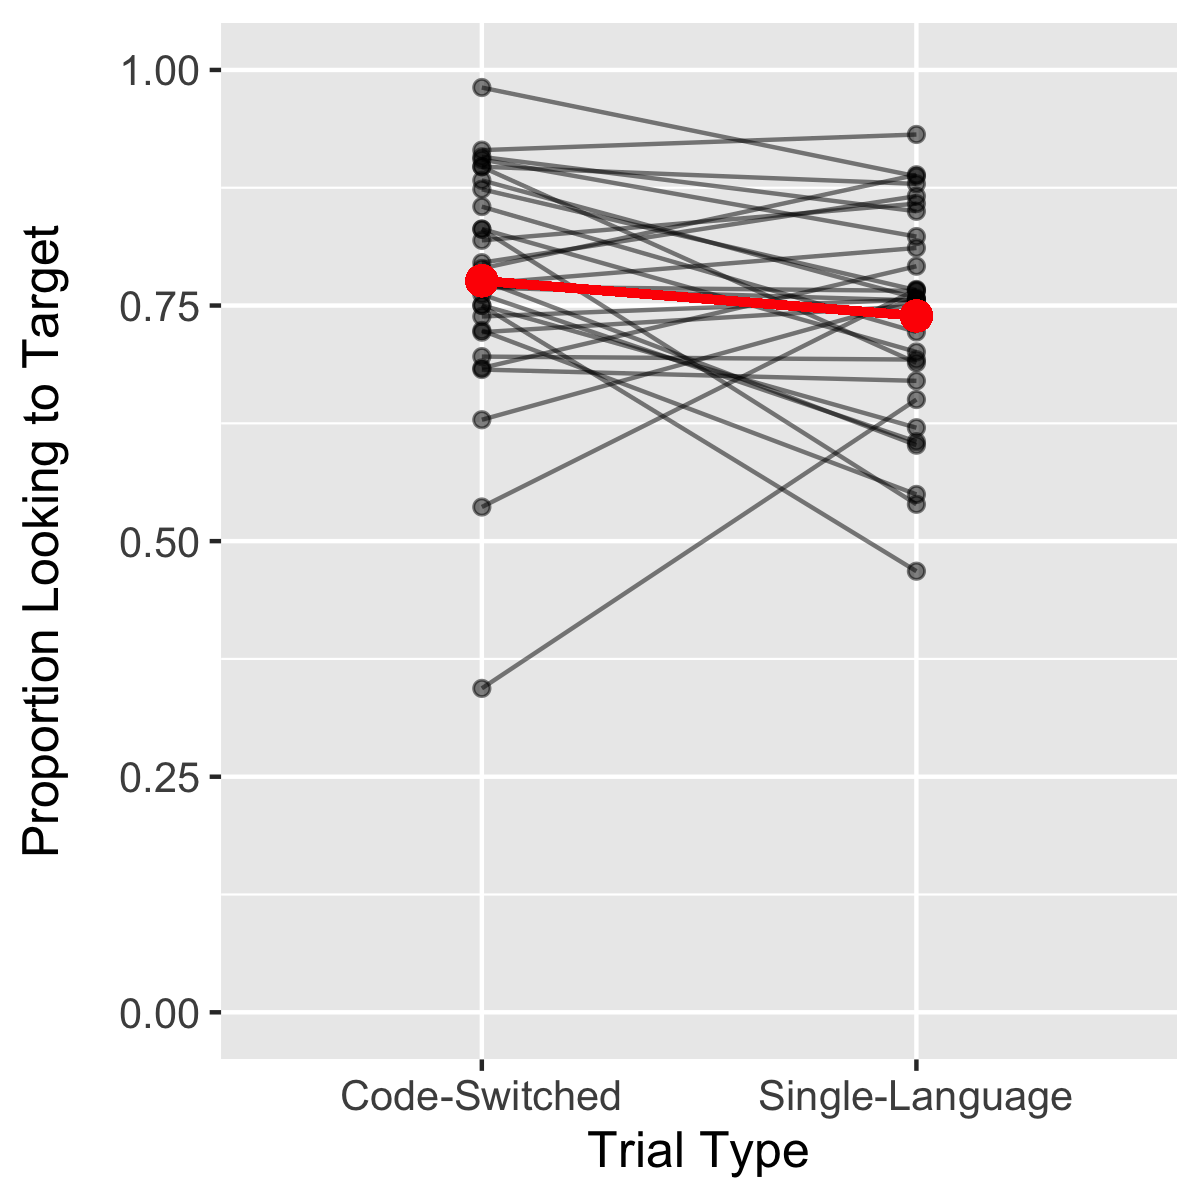 Proportion Looking to Target
1.00
0.75
0.50
0.25
0.00
Code-Switched
Single-Language
Trial Type